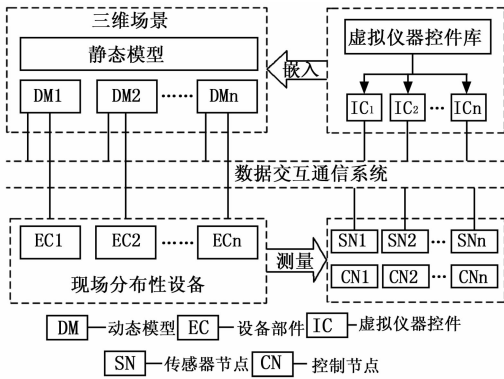 三维场景
静态模型
DM1 DM2 …… DMn
嵌入
虚拟仪器控件库
IC1 IC2 … ICn
数据交互通信系统
EC1 EC2 …… ECn
现场分布性设备
测量
SN1 SN2 … SNn
CN1 CN2 … CNn
DM—动态模型 EC—设备部件 IC—虚拟仪器控件
SN—传感器节点 CN—控制节点